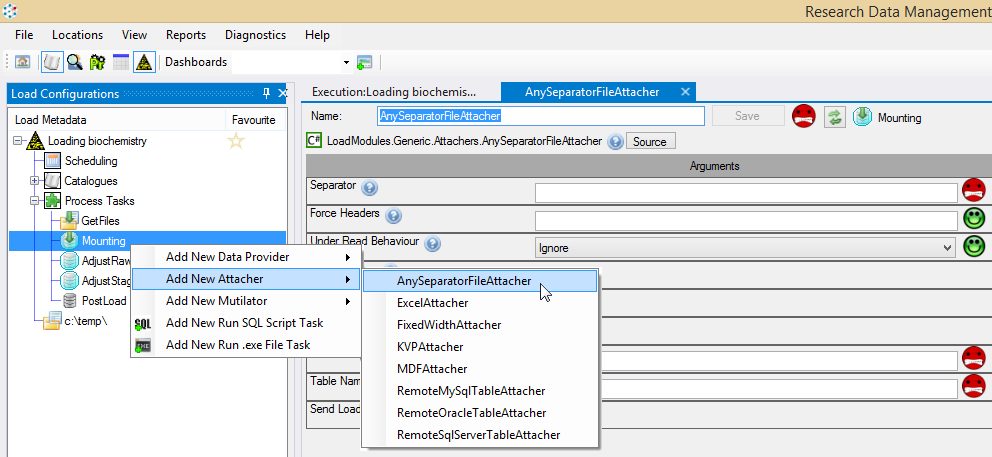 Research Data Management
File Locations View Reports Diagnostics Help
Dashboards
Load Configurations
Load Metadata Favourite
Loading biochemistry
Scheduling
Catalogues
Process Tasks
GetFiles
Mounting
AdjustRaw
AdjustStag
PostLoad
c:\temp\
Add New Data Provider
Add New Attacher
Add New Mutilator
SQL Add New Run SQL Script Task
EXE Add New Run .exe File Task
AnySeparatorFileAttacher
ExcelAttacher
FixedWidthAttacher
KVPAttacher
MDFAttacher
RemoteMySqlTableAttacher
RemoteOracleTableAttacher
RemoteSqlServerTableAttacher
Execution:Loading biochemis... AnySeparatorFileAttacher
Name: AnySeparatorFileAttacher Save Mounting
C# LoadModules.Generic.Attachers.AnySeparatorFileAttacher Source
Arguments
Separator
Force Headers
Under Read Behaviour Ignore
Table Nam
Send Load